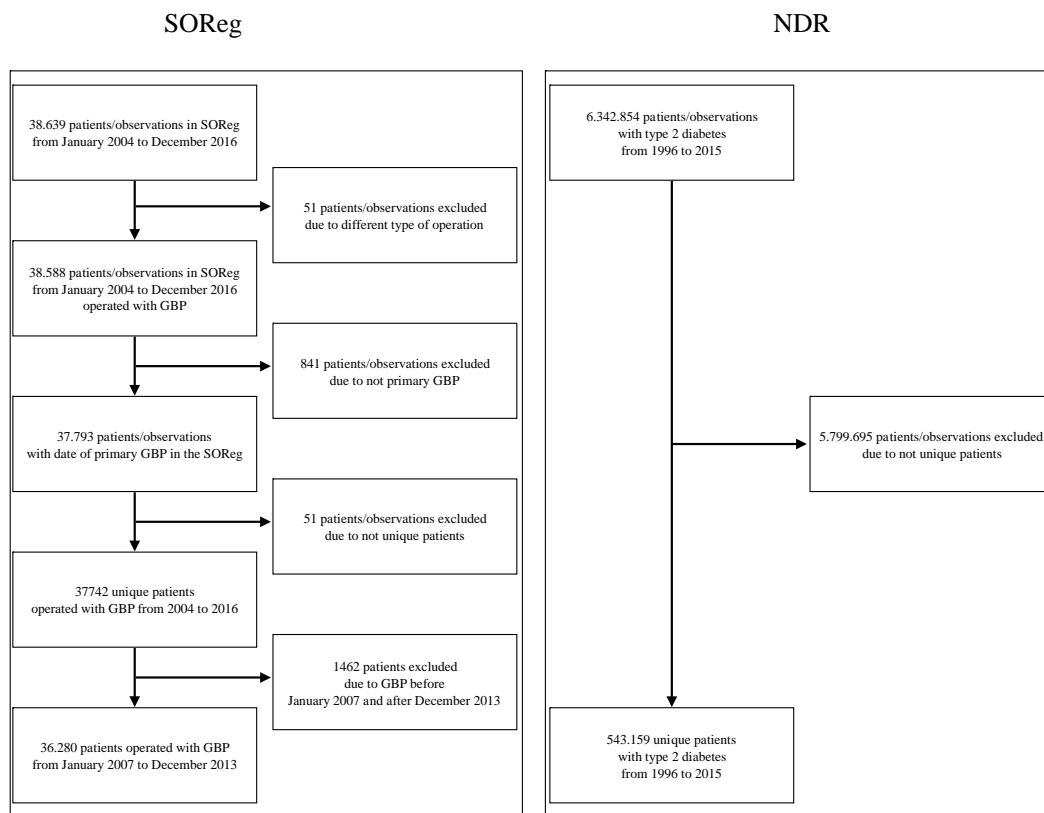 SOReg
38.639 patients/observations in SOReg
from January 2004 to December 2016
51 patients/observations excluded
due to different type of operation
38.588 patients/observations in SOReg
from January 2004 to December 2016
operated with GBP
841 patients/observations excluded
due to not primary GBP
37.793 patients/observations
with date of primary GBP in the SOReg
51 patients/observations excluded
due to not unique patients
37742 unique patients
operated with GBP from 2004 to 2016
1462 patients excluded
due to GBP before
January 2007 and after December 2013
36.280 patients operated with GBP
from January 2007 to December 2013
NDR
6.342.854 patients/observations
with type 2 diabetes
from 1996 to 2015
5.799.695 patients/observations excluded
due to not unique patients
543.159 unique patients
with type 2 diabetes
from 1996 to 2015